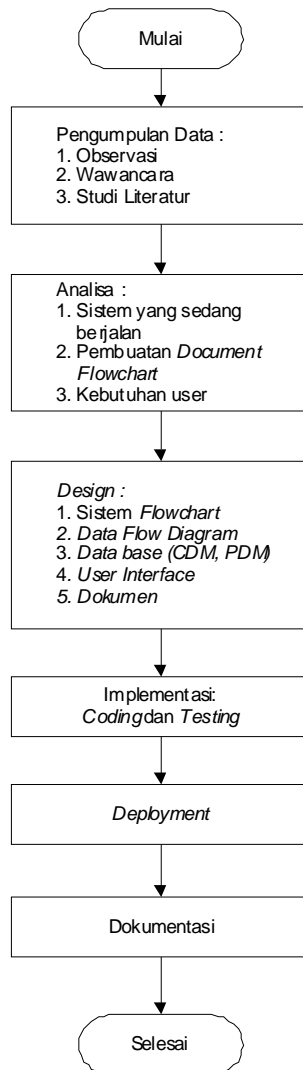 Mulai
Pengumpulan Data :
1. Observasi
2. Wawancara
3. Studi Literatur
Analisa :
1. Sistem yang sedang
berjalan
2. Pembuatan Document
Flowchart
3. Kebutuhan user
Design :
1. Sistem Flowchart
2. Data Flow Diagram
3. Data base (CDM, PDM)
4. User Interface
5. Dokumen
Implementasi:
Coding dan Testing
Deployment
Dokumentasi
Selesai